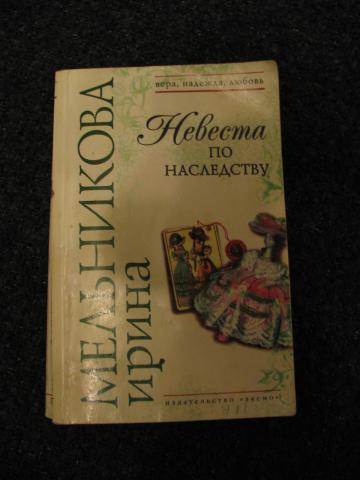 вера, надежда, любовь
МЕЛЬНИКОВА
ирина
Невеста
ПО
НАСЛЕДСТВУ
ИЗДАТЕЛЬСТВО «ЭКСМО»